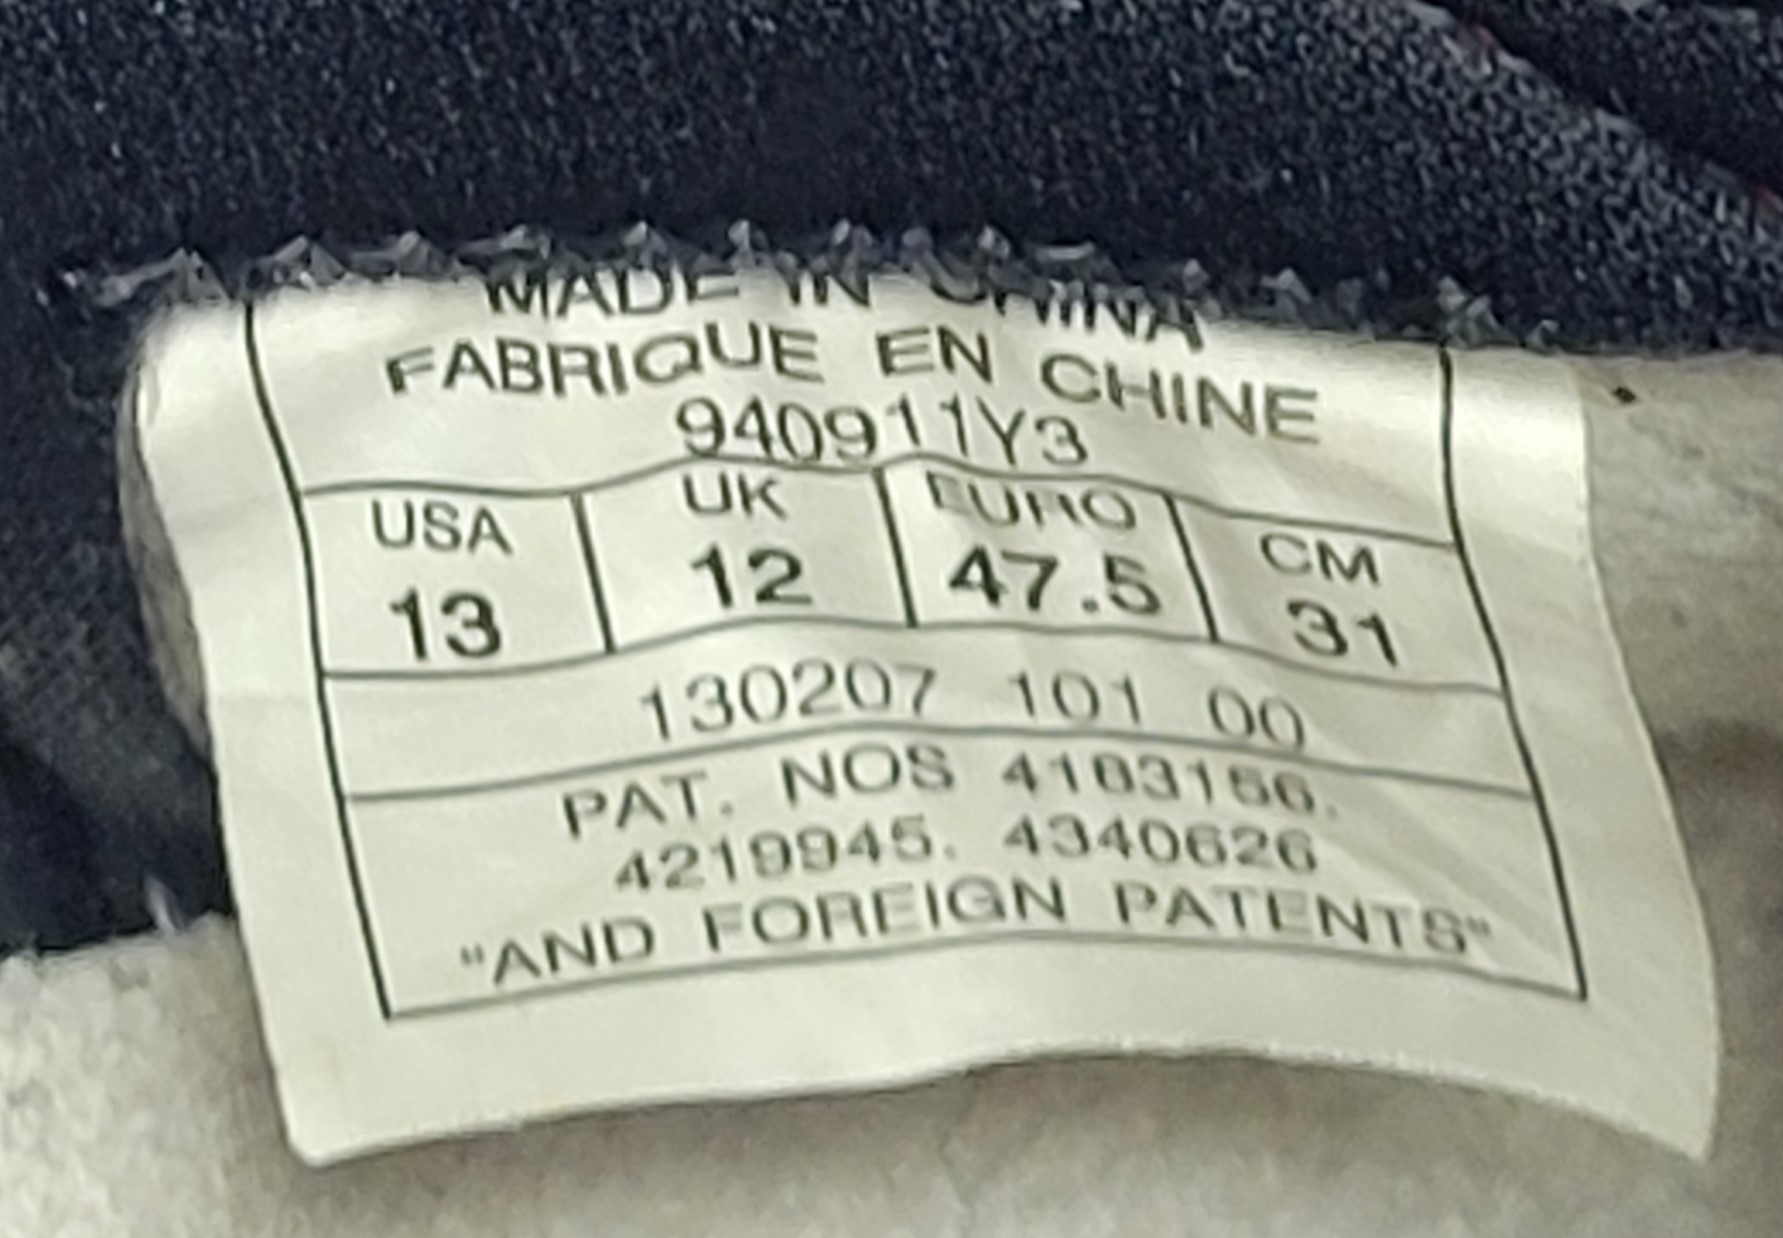 MADE IN CHINA
FABRIQUE EN CHINE
940911Y3
USA UK EURO CM
13 12 47.5 31
130207 101 00
PAT. NOS 4183156.
4219945. 4340626
"AND FOREIGN PATENTS"